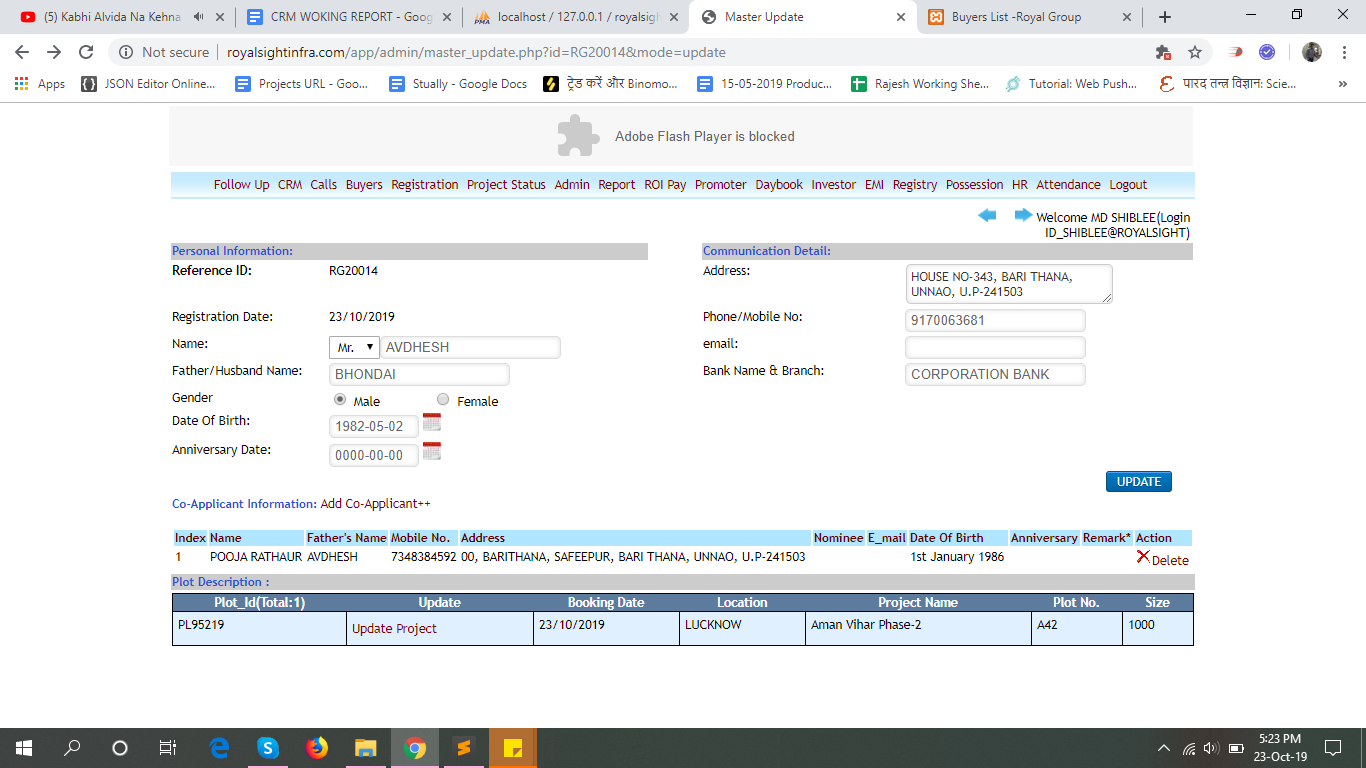 (5) Kabhi Alvida Na Kehna
CRM WOKING REPORT - Goog
PMA localhost / 127.0.0.1 / royalsigh
Master Update
Buyers List -Royal Group
Not secure | royalsightinfra.com/app/admin/master_update.php?id=RG20014&mode=update
Apps
JSON Editor Online...
Projects URL - Goo...
Stually - Google Docs
ट्रेड करें और Binomo...
15-05-2019 Produc...
Rajesh Working She...
Tutorial: Web Push...
पारद तन्त्र विज्ञान: Scie...
»
Adobe Flash Player is blocked
Follow Up CRM Calls Buyers Registration Project Status Admin Report ROI Pay Promoter Daybook Investor EMI Registry Possession HR Attendance Logout
Welcome MD SHIBLEE(Login
ID_SHIBLEE@ROYALSIGHT)
Personal Information:
Reference ID: RG20014
Registration Date: 23/10/2019
Name: Mr. AVDHESH
Father/Husband Name: BHONDAI
Gender Male Female
Date Of Birth: 1982-05-02
Anniversary Date: 0000-00-00
Communication Detail:
Address: HOUSE NO-343, BARI THANA,
UNNAO, U.P-241503
Phone/Mobile No: 9170063681
email:
Bank Name & Branch: CORPORATION BANK
UPDATE
Co-Applicant Information: Add Co-Applicant++
Index Name Father's Name Mobile No. Address Nominee E_mail Date Of Birth Anniversary Remark* Action
1 POOJA RATHAUR AVDHESH 7348384592 00, BARITHANA, SAFEEPUR, BARI THANA, UNNAO, U.P-241503 1st January 1986 Delete
Plot Description :
Plot_Id(Total:1) Update Booking Date Location Project Name Plot No. Size
PL95219 Update Project 23/10/2019 LUCKNOW Aman Vihar Phase-2 A42 1000
5:23 PM
23-Oct-19